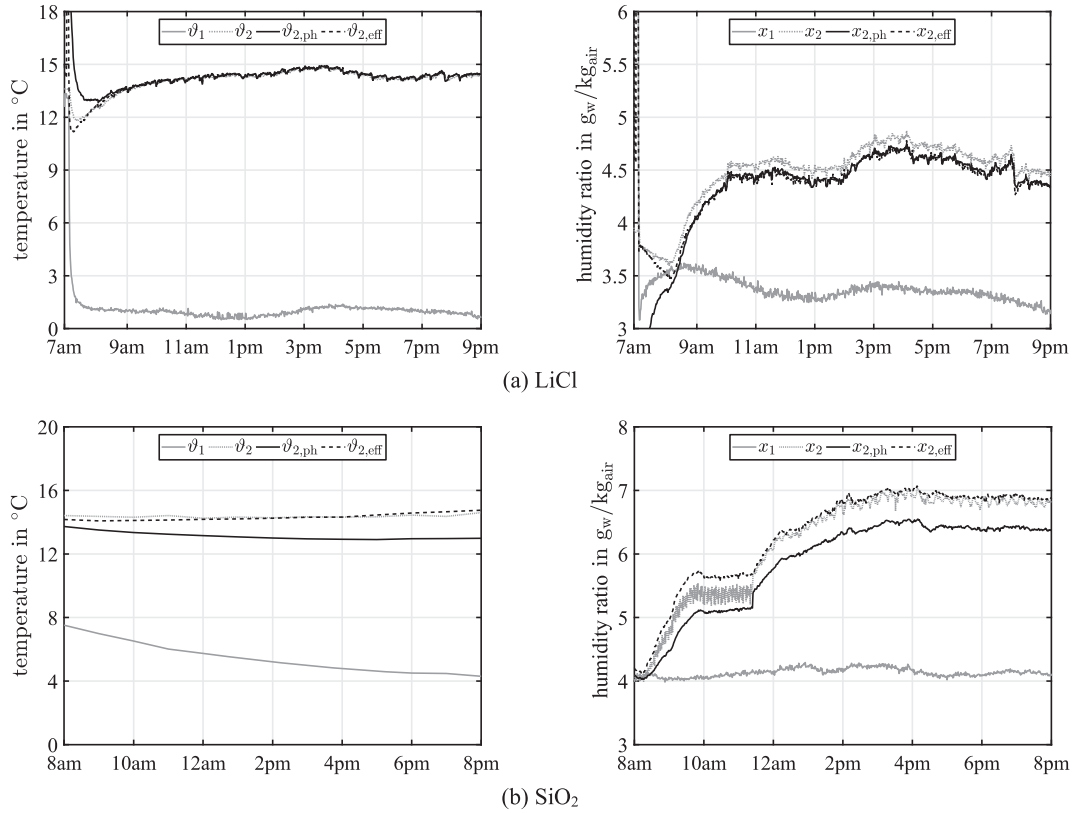 temperature in °C
18
15
12
9
6
3
0
ϑ₁ ϑ₂ ϑ₂,ph ϑ₂,eff
7am 9am 11am 1pm 3pm 5pm 7pm 9pm
humidity ratio in g_w/kg_air
6
5.5
5
4.5
4
3.5
3
x₁ x₂ x₂,ph x₂,eff
7am 9am 11am 1pm 3pm 5pm 7pm 9pm
(a) LiCl
temperature in °C
20
16
12
8
4
0
ϑ₁ ϑ₂ ϑ₂,ph ϑ₂,eff
8am 10am 12am 2pm 4pm 6pm 8pm
humidity ratio in g_w/kg_air
8
7
6
5
4
3
x₁ x₂ x₂,ph x₂,eff
8am 10am 12am 2pm 4pm 6pm 8pm
(b) SiO₂